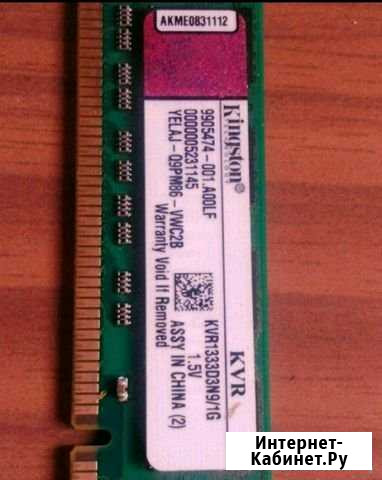 AKME0831112
Kingston®
9905474-001.A00LF
0000005231145
YELAJ-Q9PM86-VWC2B
Warranty Void If Removed
KVR
KVR1333D3N9/1G
1.5V
ASSY IN CHINA (2)
Интернет-
Кабинет.Ру